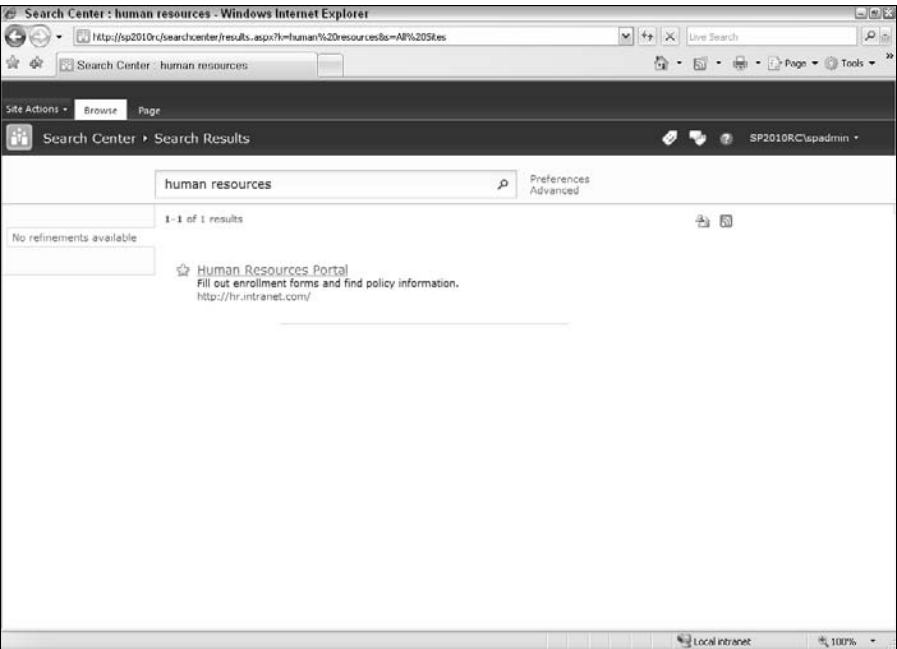 Search Center : human resources - Windows Internet Explorer
http://sp2010rc/searchcenter/results.aspx?k=human%20resources&s=All%20Sites
Live Search
Search Center : human resources
Page
Tools
»
Site Actions
Browse
Page
Search Center
Search Results
SP2010RC\spadmin
human resources
Preferences
Advanced
1-1 of 1 results
No refinements available
Human Resources Portal
Fill out enrollment forms and find policy information.
http://hr.intranet.com/
Local intranet
100%